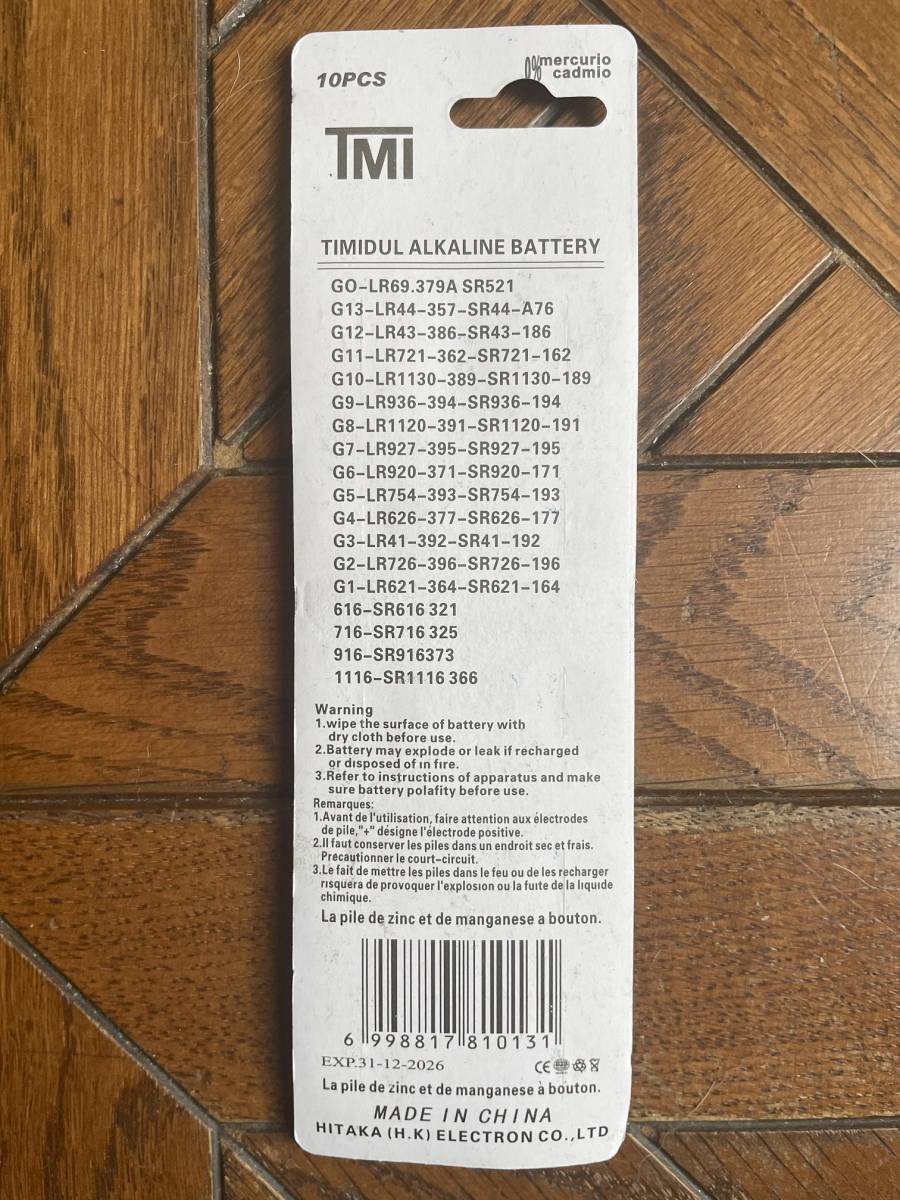 10PCS
0% mercurio
cadmio
TMI
TIMIDUL ALKALINE BATTERY
GO-LR69.379A SR521
G13-LR44-357-SR44-A76
G12-LR43-386-SR43-186
G11-LR721-362-SR721-162
G10-LR1130-389-SR1130-189
G9-LR936-394-SR936-194
G8-LR1120-391-SR1120-191
G7-LR927-395-SR927-195
G6-LR920-371-SR920-171
G5-LR754-393-SR754-193
G4-LR626-377-SR626-177
G3-LR41-392-SR41-192
G2-LR726-396-SR726-196
G1-LR621-364-SR621-164
616-SR616 321
716-SR716 325
916-SR916373
1116-SR1116 366
Warning
1.wipe the surface of battery with
dry cloth before use.
2.Battery may explode or leak if recharged
or disposed of in fire.
3.Refer to instructions of apparatus and make
sure battery polafity before use.
Remarques:
1.Avant de l'utilisation, faire attention aux électrodes
de pile,"+" désigne l'électrode positive.
2.Il faut conserver les piles dans un endroit sec et frais.
Précautionner le court-circuit.
3.Le fait de mettre les piles dans le feu ou de les recharger
risquera de provoquer l'explosion ou la fuite de la liquide
chimique.
La pile de zinc et de manganese a bouton.
6 998817 810131
EXP.31-12-2026
CE
La pile de zinc et de manganese à bouton.
MADE IN CHINA
HITAKA (H.K) ELECTRON CO.,LTD